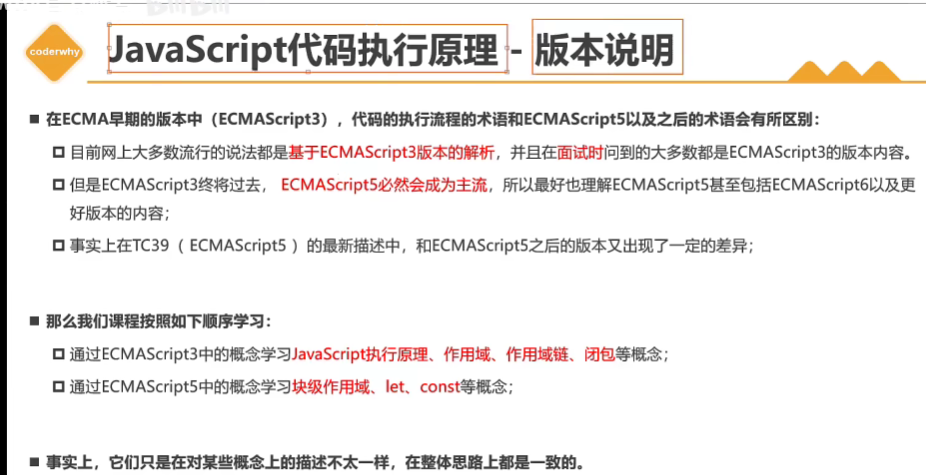 coderwhy
JavaScript代码执行原理 - 版本说明
■ 在ECMA早期的版本中（ECMAScript3），代码的执行流程的术语和ECMAScript5以及之后的术语会有所区别：
目前网上大多数流行的说法都是基于ECMAScript3版本的解析，并且在面试时问到的大多数都是ECMAScript3的版本内容。
但是ECMAScript3终将过去， ECMAScript5必然会成为主流，所以最好也理解ECMAScript5甚至包括ECMAScript6以及更
好版本的内容；
事实上在TC39（ ECMAScript5 ）的最新描述中，和ECMAScript5之后的版本又出现了一定的差异；
■ 那么我们课程按照如下顺序学习：
通过ECMAScript3中的概念学习JavaScript执行原理、作用域、作用域链、闭包等概念；
通过ECMAScript5中的概念学习块级作用域、let、const等概念；
■ 事实上，它们只是在对某些概念上的描述不太一样，在整体思路上都是一致的。